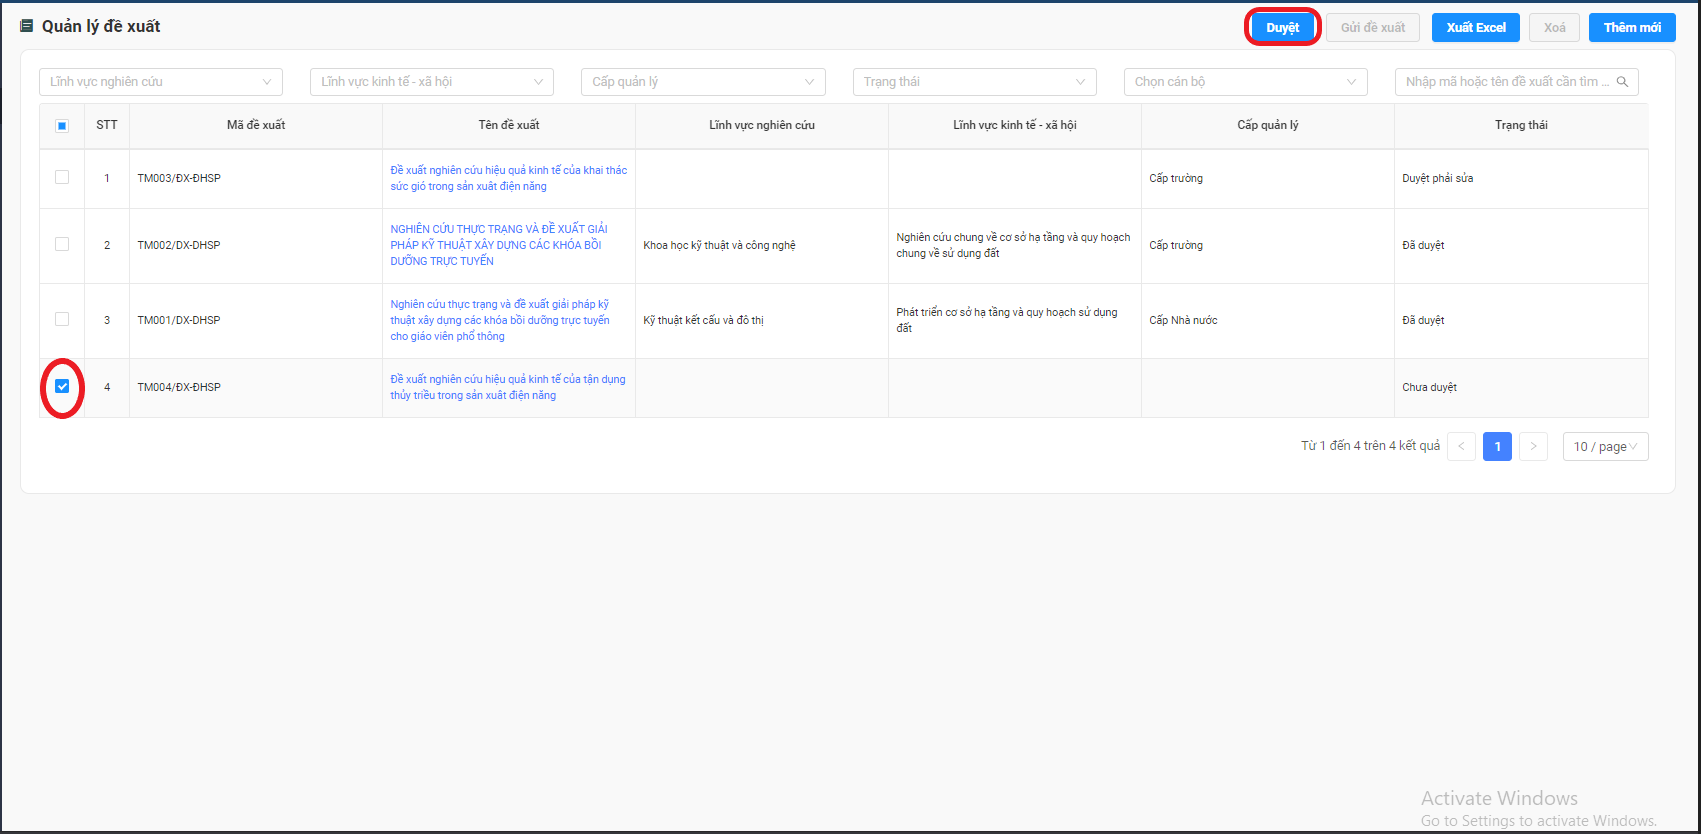 Quản lý đề xuất
Duyệt
Gửi đề xuất
Xuất Excel
Xoá
Thêm mới
Lĩnh vực nghiên cứu
Lĩnh vực kinh tế - xã hội
Cấp quản lý
Trạng thái
Chọn cán bộ
Nhập mã hoặc tên đề xuất cần tìm ...
STT
Mã đề xuất
Tên đề xuất
Lĩnh vực nghiên cứu
Lĩnh vực kinh tế - xã hội
Cấp quản lý
Trạng thái
1
TM003/ĐX-ĐHSP
Đề xuất nghiên cứu hiệu quả kinh tế của khai thác
sức gió trong sản xuất điện năng
Cấp trường
Duyệt phải sửa
2
TM002/DX-DHSP
NGHIÊN CỨU THỰC TRẠNG VÀ ĐỀ XUẤT GIẢI
PHÁP KỸ THUẬT XÂY DỰNG CÁC KHÓA BỒI
DƯỠNG TRỰC TUYẾN
Khoa học kỹ thuật và công nghệ
Nghiên cứu chung về cơ sở hạ tầng và quy hoạch
chung về sử dụng đất
Cấp trường
Đã duyệt
3
TM001/DX-DHSP
Nghiên cứu thực trạng và đề xuất giải pháp kỹ
thuật xây dựng các khóa bồi dưỡng trực tuyến
cho giáo viên phổ thông
Kỹ thuật kết cấu và đô thị
Phát triển cơ sở hạ tầng và quy hoạch sử dụng
đất
Cấp Nhà nước
Đã duyệt
4
TM004/ĐX-ĐHSP
Đề xuất nghiên cứu hiệu quả kinh tế của tận dụng
thủy triều trong sản xuất điện năng
Chưa duyệt
Từ 1 đến 4 trên 4 kết quả
<
1
>
10 / page
Activate Windows
Go to Settings to activate Windows.